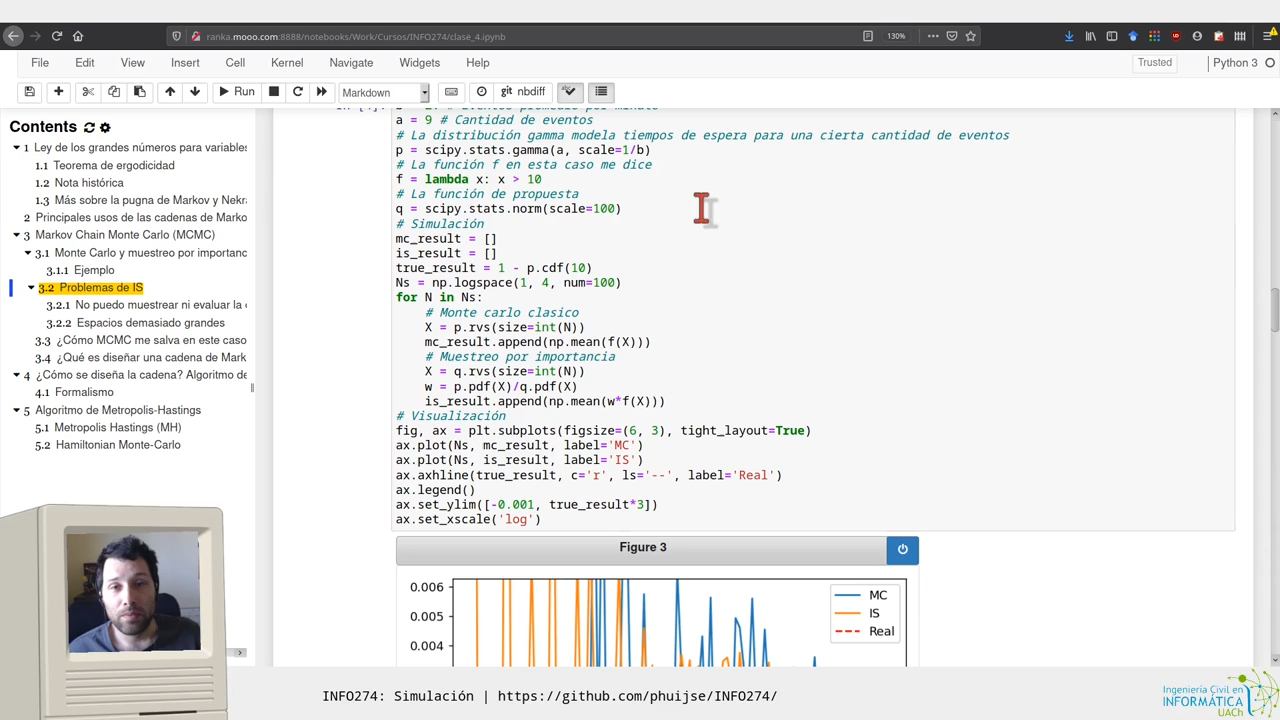 ranka.mooo.com:8888/notebooks/Work/Cursos/INFO274/clase_4.ipynb
130%
File Edit View Insert Cell Kernel Navigate Widgets Help
Trusted
Python 3
Run
Markdown
git nbdiff
Contents
1 Ley de los grandes números para variables
1.1 Teorema de ergodicidad
1.2 Nota histórica
1.3 Más sobre la pugna de Markov y Nekra
2 Principales usos de las cadenas de Marko
3 Markov Chain Monte Carlo (MCMC)
3.1 Monte Carlo y muestreo por importanc
3.1.1 Ejemplo
3.2 Problemas de IS
3.2.1 No puedo muestrear ni evaluar la
3.2.2 Espacios demasiado grandes
3.3 ¿Cómo MCMC me salva en este caso
3.4 ¿Qué es diseñar una cadena de Mark
4 ¿Cómo se diseña la cadena? Algoritmo de
4.1 Formalismo
5 Algoritmo de Metropolis-Hastings
5.1 Metropolis Hastings (MH)
5.2 Hamiltonian Monte-Carlo
a = 9 # Cantidad de eventos
# La distribución gamma modela tiempos de espera para una cierta cantidad de eventos
p = scipy.stats.gamma(a, scale=1/b)
# La función f en esta caso me dice
f = lambda x: x > 10
# La función de propuesta
q = scipy.stats.norm(scale=100)
# Simulación
mc_result = []
is_result = []
true_result = 1 - p.cdf(10)
Ns = np.logspace(1, 4, num=100)
for N in Ns:
# Monte carlo clasico
X = p.rvs(size=int(N))
mc_result.append(np.mean(f(X)))
# Muestreo por importancia
X = q.rvs(size=int(N))
w = p.pdf(X)/q.pdf(X)
is_result.append(np.mean(w*f(X)))
# Visualización
fig, ax = plt.subplots(figsize=(6, 3), tight_layout=True)
ax.plot(Ns, mc_result, label='MC')
ax.plot(Ns, is_result, label='IS')
ax.axhline(true_result, c='r', ls='--', label='Real')
ax.legend()
ax.set_ylim([-0.001, true_result*3])
ax.set_xscale('log')
Figure 3
0.006
0.005
0.004
MC
IS
Real
INFO274: Simulación | https://github.com/phuijse/INFO274/
Ingeniería Civil en
INFORMÁTICA
UACh